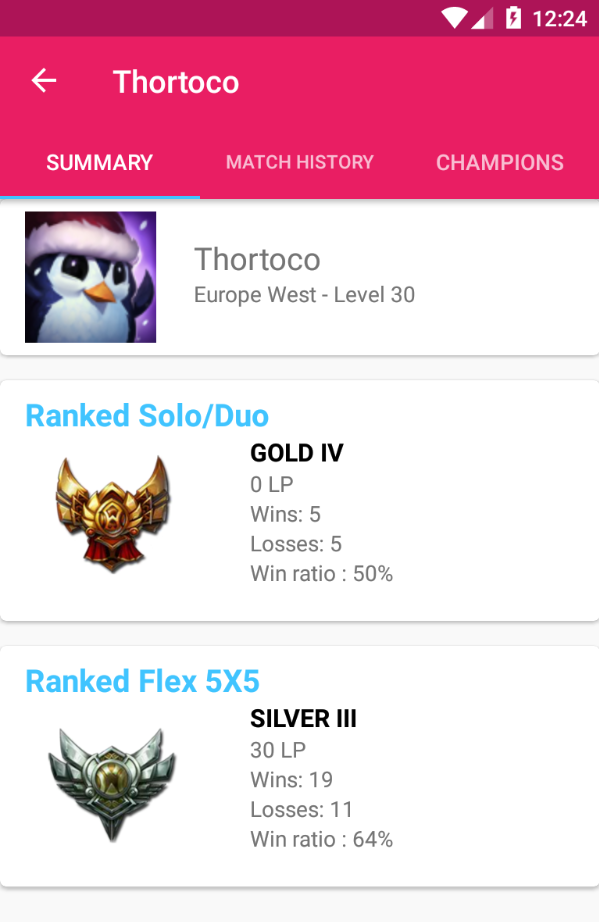 12:24
Thortoco
SUMMARY MATCH HISTORY CHAMPIONS
Thortoco
Europe West - Level 30
Ranked Solo/Duo
GOLD IV
0 LP
Wins: 5
Losses: 5
Win ratio : 50%
Ranked Flex 5X5
SILVER III
30 LP
Wins: 19
Losses: 11
Win ratio : 64%